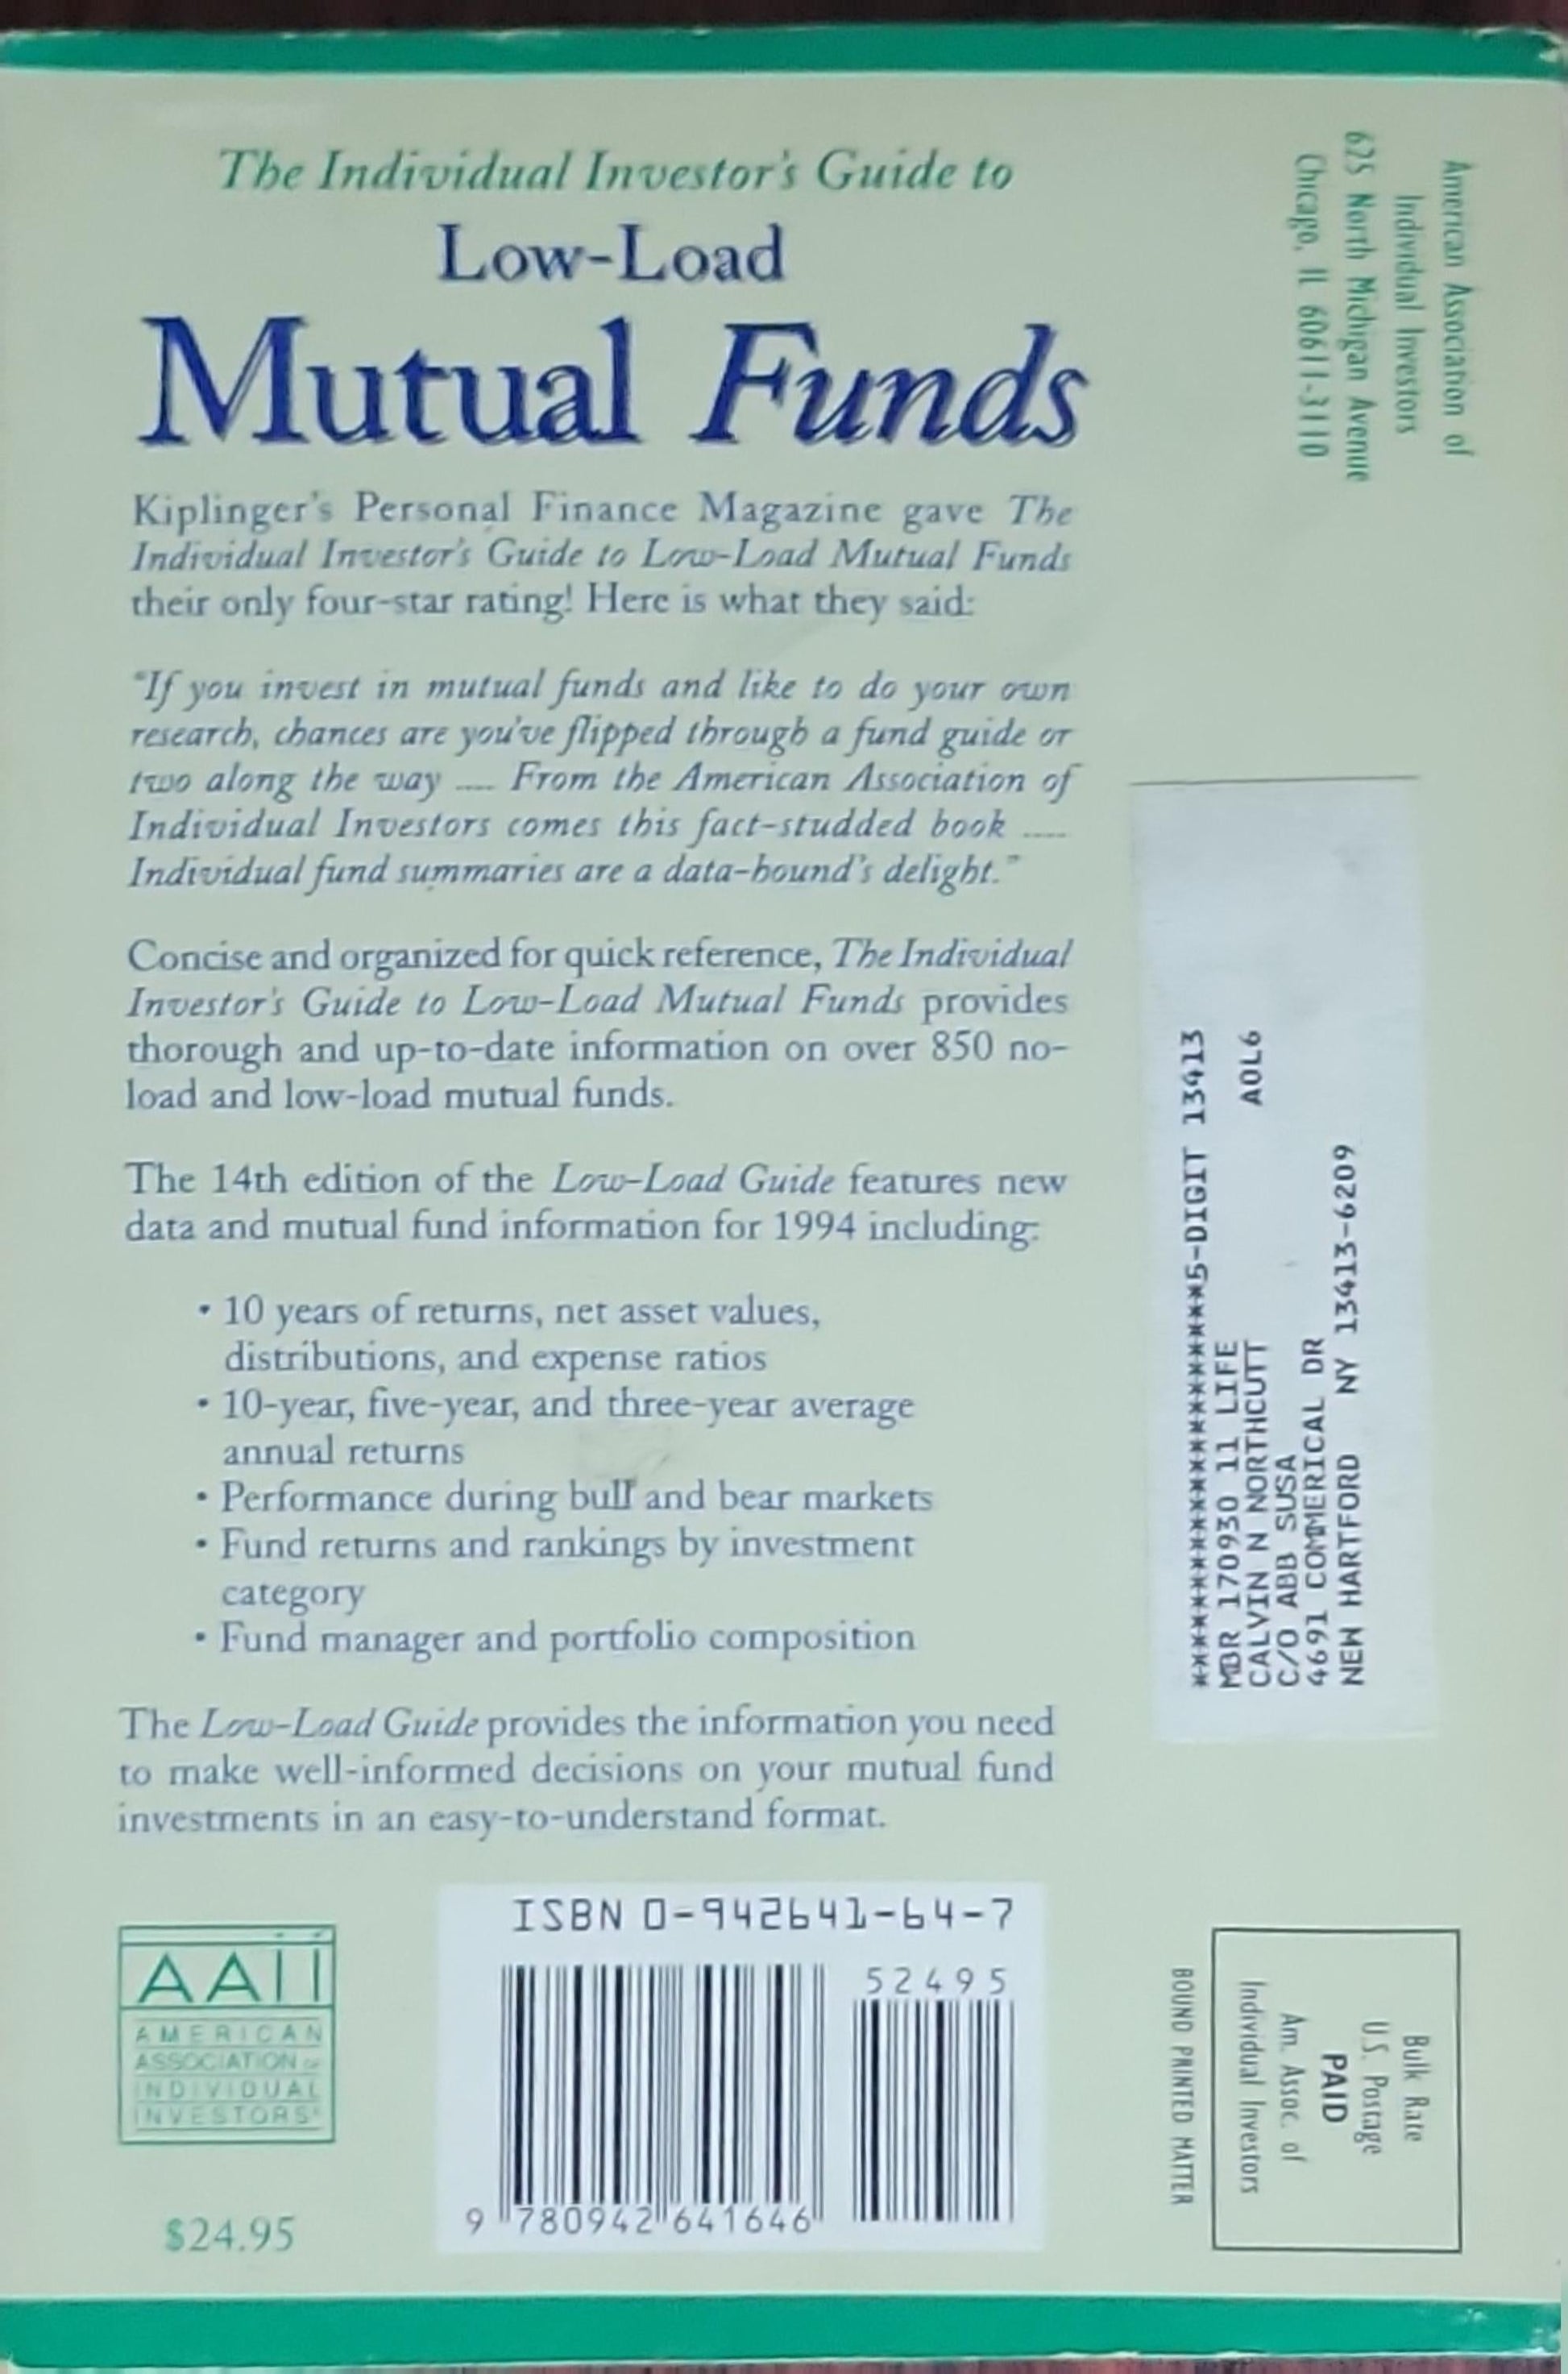 The Individual Investor's Guide to
Low-Load
Mutual Funds
Kiplinger's Personal Finance Magazine gave The
Individual Investor's Guide to Low-Load Mutual Funds
their only four-star rating! Here is what they said:
"If you invest in mutual funds and like to do your own
research, chances are you've flipped through a fund guide or
two along the way .... From the American Association of
Individual Investors comes this fact-studded book ....
Individual fund summaries are a data-hound's delight."
Concise and organized for quick reference, The Individual
Investor's Guide to Low-Load Mutual Funds provides
thorough and up-to-date information on over 850 no-
load and low-load mutual funds.
The 14th edition of the Low-Load Guide features new
data and mutual fund information for 1994 including:
• 10 years of returns, net asset values,
distributions, and expense ratios
• 10-year, five-year, and three-year average
annual returns
• Performance during bull and bear markets
• Fund returns and rankings by investment
category
• Fund manager and portfolio composition
The Low-Load Guide provides the information you need
to make well-informed decisions on your mutual fund
investments in an easy-to-understand format.
AAII
AMERICAN
ASSOCIATION OF
INDIVIDUAL
INVESTORS
$24.95
ISBN 0-942641-64-7
52495
9 780942 641646
American Association of
Individual Investors
625 North Michigan Avenue
Chicago, IL 60611-3110
**********************5-DIGIT 13413
MBR 170930 11 LIFE AOL6
CALVIN N NORTHCUTT
C/O ABB SUSA
4691 COMMERICAL DR
NEW HARTFORD NY 13413-6209
Bulk Rate
U.S. Postage
PAID
Am. Assoc. of
Individual Investors
BOUND PRINTED MATTER